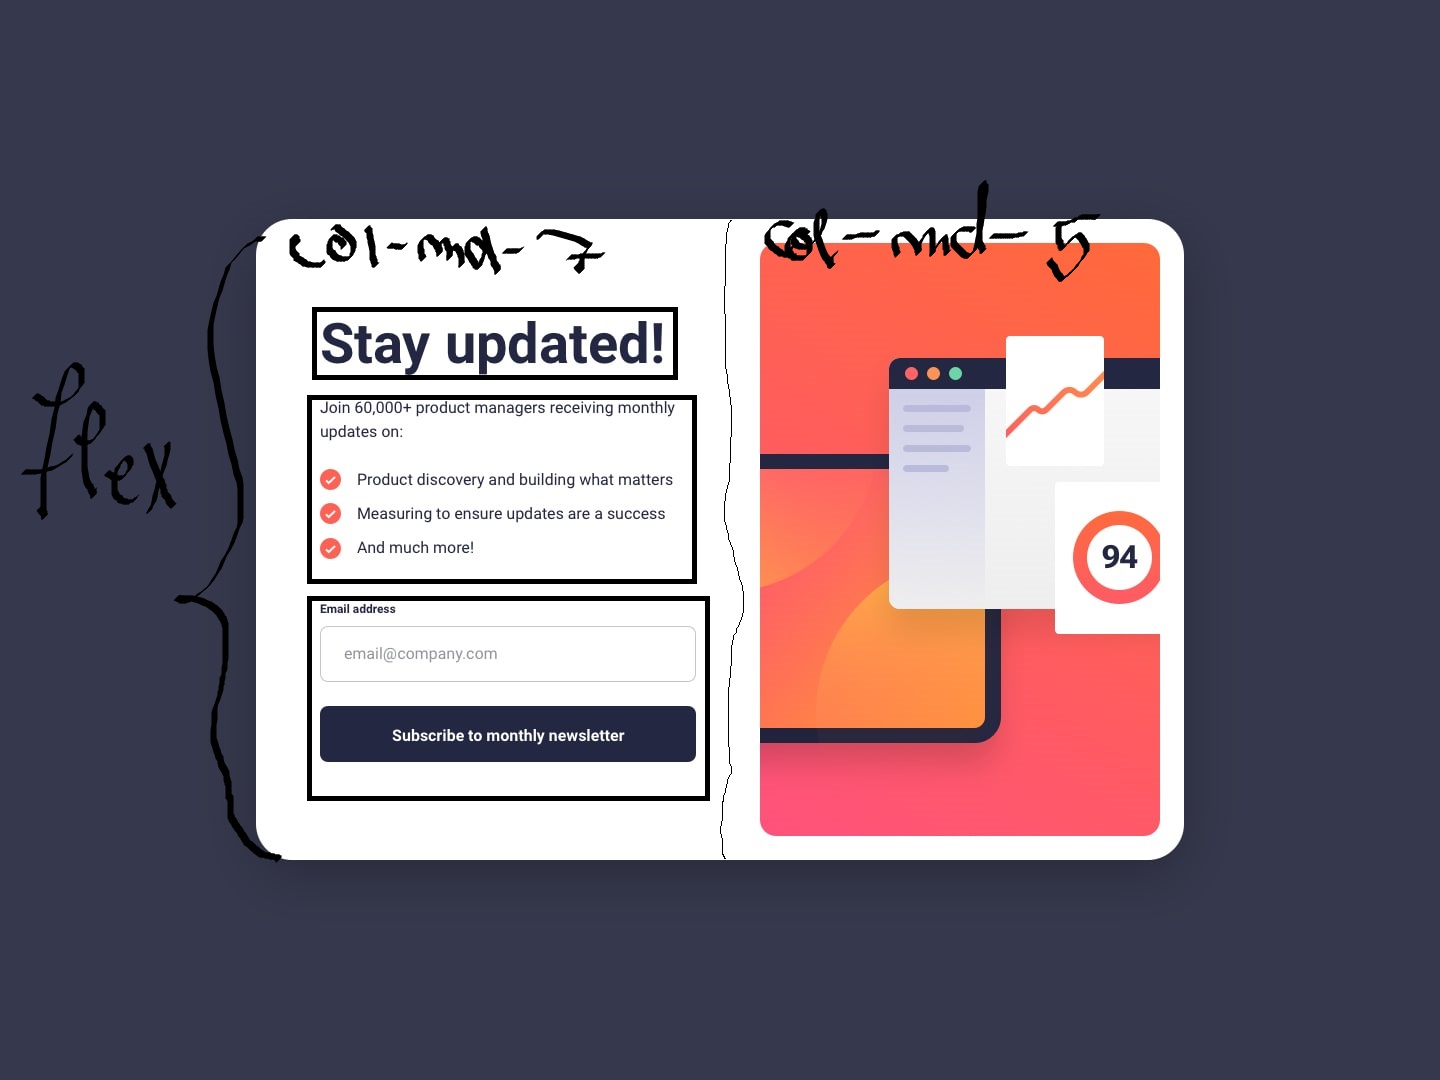 col-md-7
col-md-5
flex
Stay updated!
Join 60,000+ product managers receiving monthly
updates on:
Product discovery and building what matters
Measuring to ensure updates are a success
And much more!
Email address
email@company.com
Subscribe to monthly newsletter
94